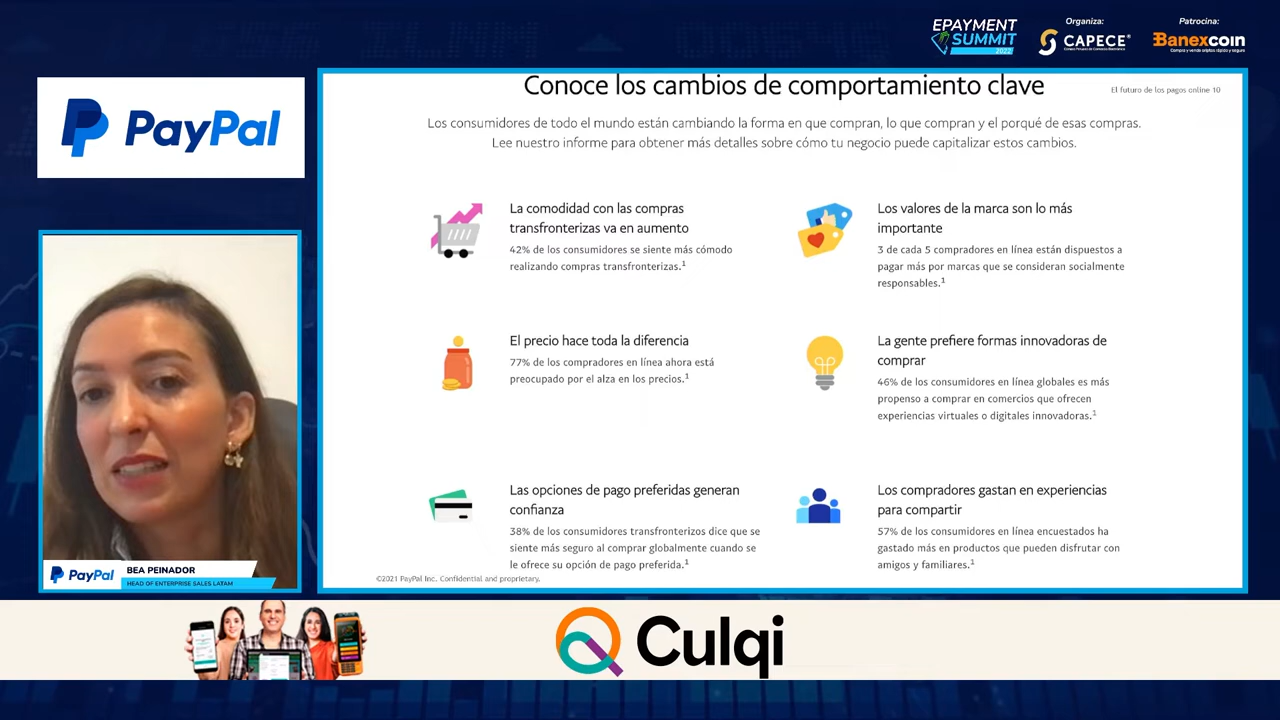 EPAYMENT
SUMMIT
2022
Organiza:
CAPECE
Patrocina:
Banexcoin
Compra y vende criptos rápido y seguro
PayPal
Conoce los cambios de comportamiento clave
El futuro de los pagos online 10
Los consumidores de todo el mundo están cambiando la forma en que compran, lo que compran y el porqué de esas compras.
Lee nuestro informe para obtener más detalles sobre cómo tu negocio puede capitalizar estos cambios.
La comodidad con las compras
transfronterizas va en aumento
42% de los consumidores se siente más cómodo
realizando compras transfronterizas.1
Los valores de la marca son lo más
importante
3 de cada 5 compradores en línea están dispuestos a
pagar más por marcas que se consideran socialmente
responsables.1
El precio hace toda la diferencia
77% de los compradores en línea ahora está
preocupado por el alza en los precios.1
La gente prefiere formas innovadoras de
comprar
46% de los consumidores en línea globales es más
propenso a comprar en comercios que ofrecen
experiencias virtuales o digitales innovadoras.1
Las opciones de pago preferidas generan
confianza
38% de los consumidores transfronterizos dice que se
siente más seguro al comprar globalmente cuando se
le ofrece su opción de pago preferida.1
Los compradores gastan en experiencias
para compartir
57% de los consumidores en línea encuestados ha
gastado más en productos que pueden disfrutar con
amigos y familiares.1
©2021 PayPal Inc. Confidential and proprietary.
PayPal
BEA PEINADOR
HEAD OF ENTERPRISE SALES LATAM
Culqi